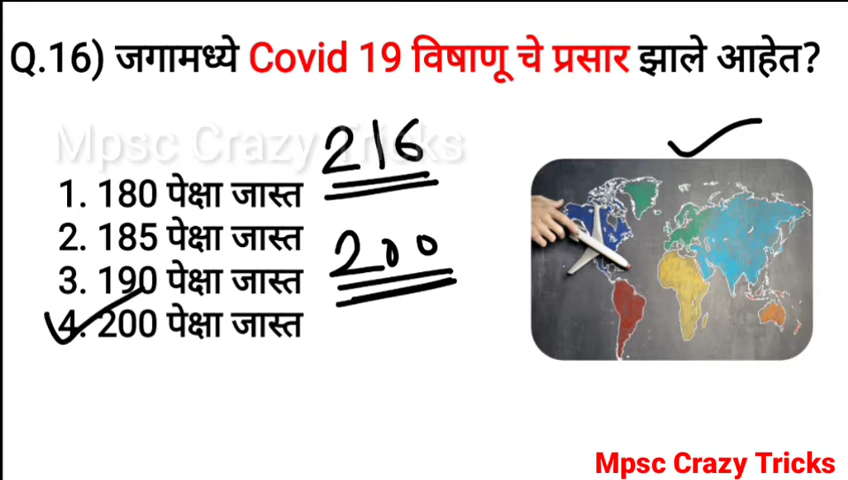 Q.16) जगामध्ये Covid 19 विषाणू चे प्रसार झाले आहेत?
Mpsc Crazy Tricks
216
1. 180 पेक्षा जास्त
2. 185 पेक्षा जास्त
200
3. 190 पेक्षा जास्त
4. 200 पेक्षा जास्त
Mpsc Crazy Tricks